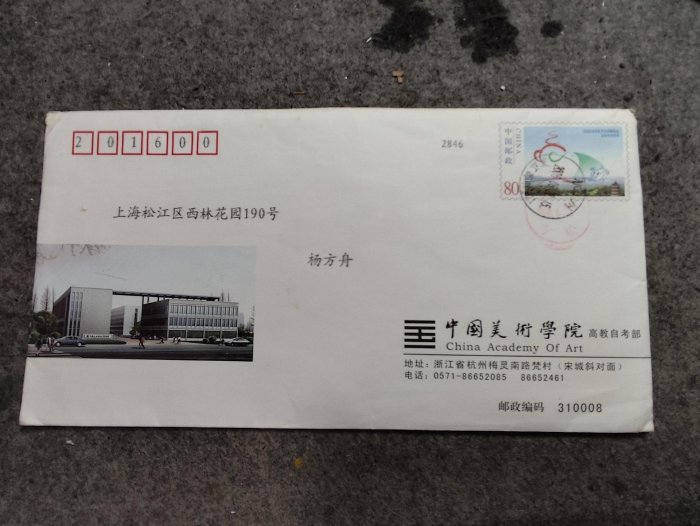 201600
2846
中国邮政
CHINA
80
上海松江区西林花园190号
杨方舟
中國美術學院 高教自考部
China Academy Of Art
地址：浙江省杭州梅灵南路梵村（宋城斜对面）
电话：0571-86652085 86652461
邮政编码 310008